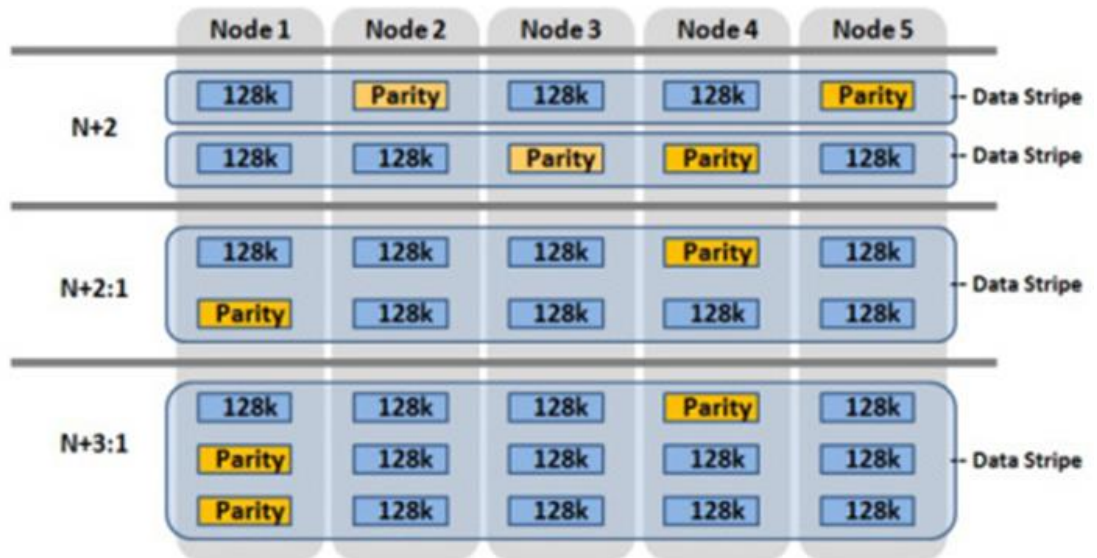 Node 1 Node 2 Node 3 Node 4 Node 5
128k Parity 128k 128k Parity Data Stripe
N+2
128k 128k Parity Parity 128k Data Stripe
128k 128k 128k Parity 128k
N+2:1 Data Stripe
Parity 128k 128k 128k 128k
128k 128k 128k Parity 128k
N+3:1 Parity 128k 128k 128k 128k Data Stripe
Parity 128k 128k 128k 128k